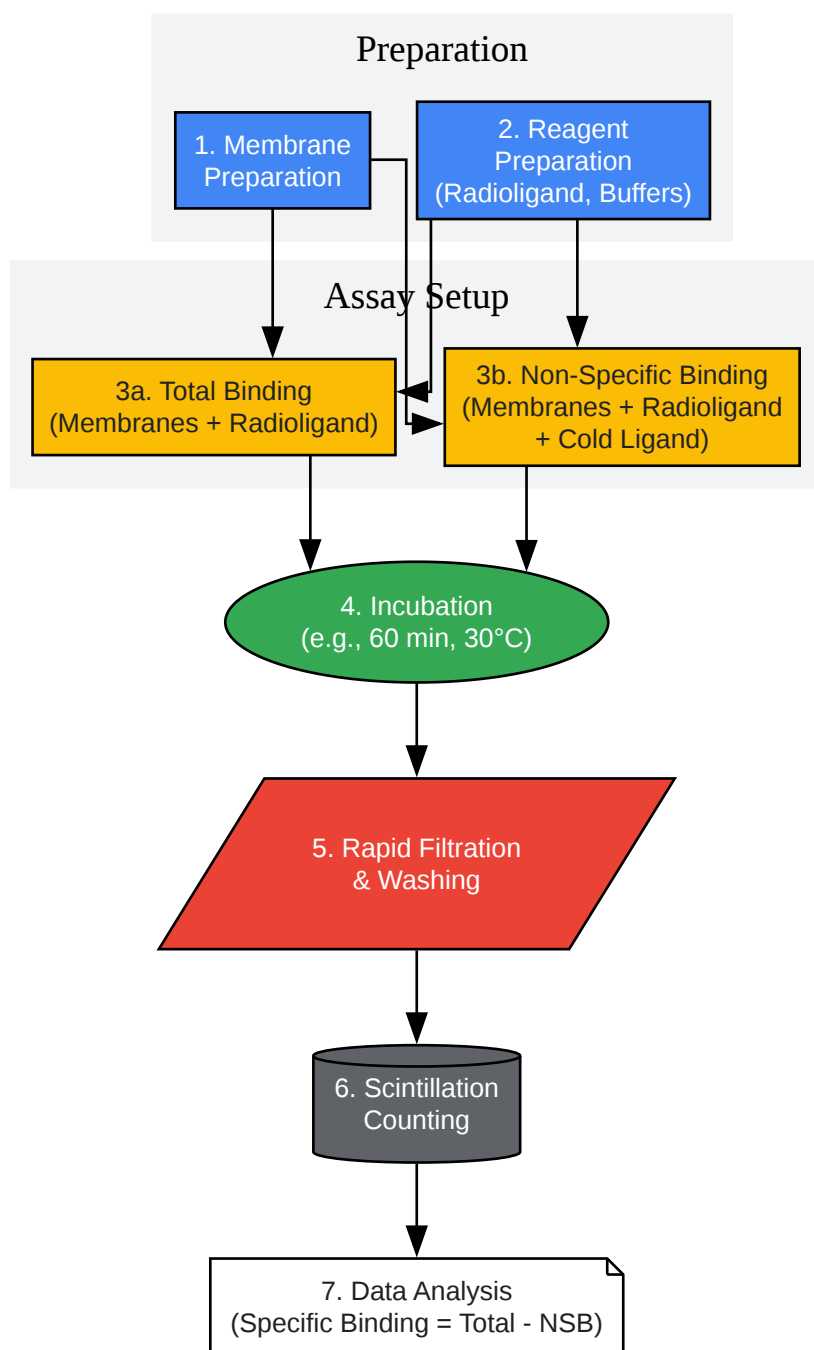 Preparation
1. Membrane
Preparation
2. Reagent
Preparation
(Radioligand, Buffers)
Assay Setup
3a. Total Binding
(Membranes + Radioligand)
3b. Non-Specific Binding
(Membranes + Radioligand
+ Cold Ligand)
4. Incubation
(e.g., 60 min, 30°C)
5. Rapid Filtration
& Washing
6. Scintillation
Counting
7. Data Analysis
(Specific Binding = Total - NSB)